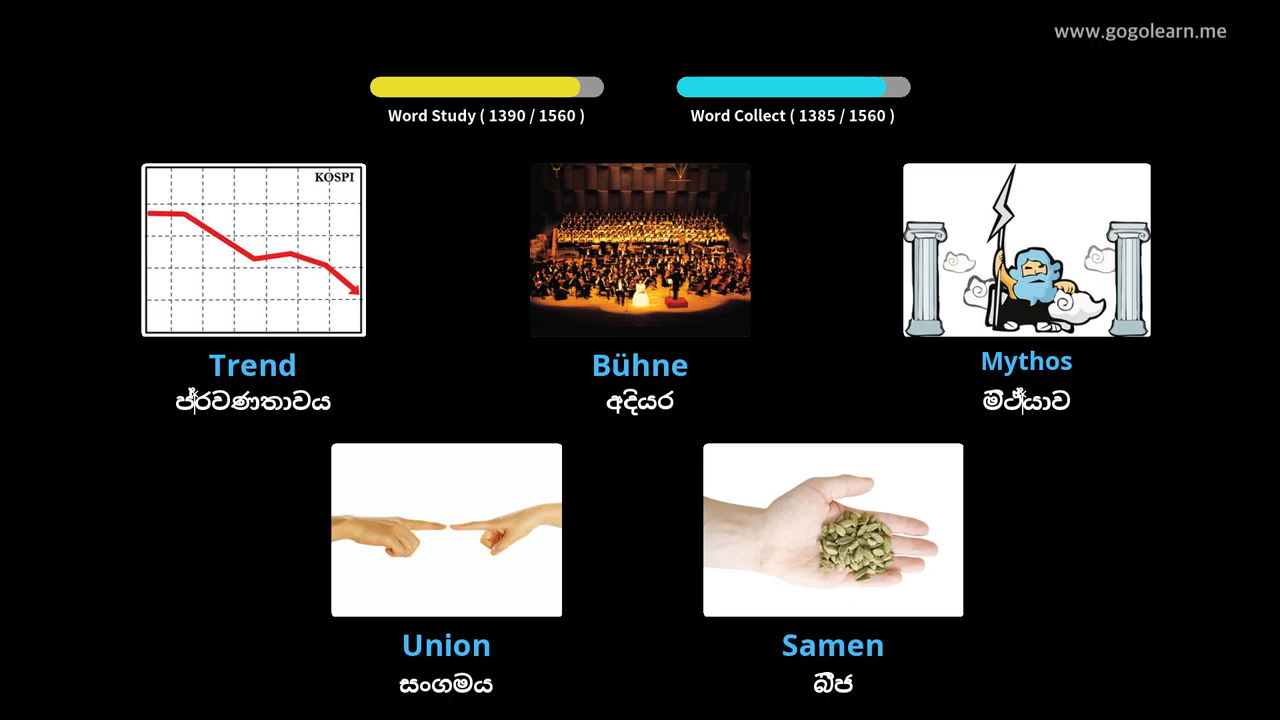 www.gogolearn.me
Word Study ( 1390 / 1560 )
Word Collect ( 1385 / 1560 )
KOSPI
Trend
ප්‍රවණතාවය
Bühne
අදියර
Mythos
මිථ්‍යාව
Union
සංගමය
Samen
බීජ